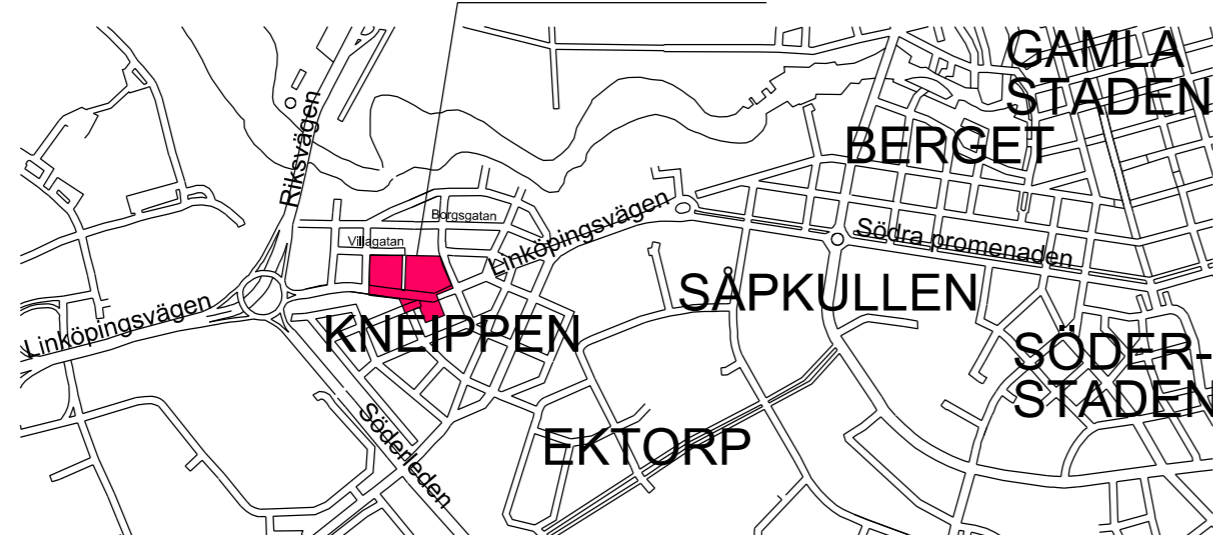 GAMLA
STADEN
BERGET
Riksvägen
Borgsgatan
Linköpingsvägen
Villagatan
Södra promenaden
SÅPKULLEN
Linköpingsvägen
KNEIPPEN
SÖDER-
STADEN
Söderleden
EKTORP